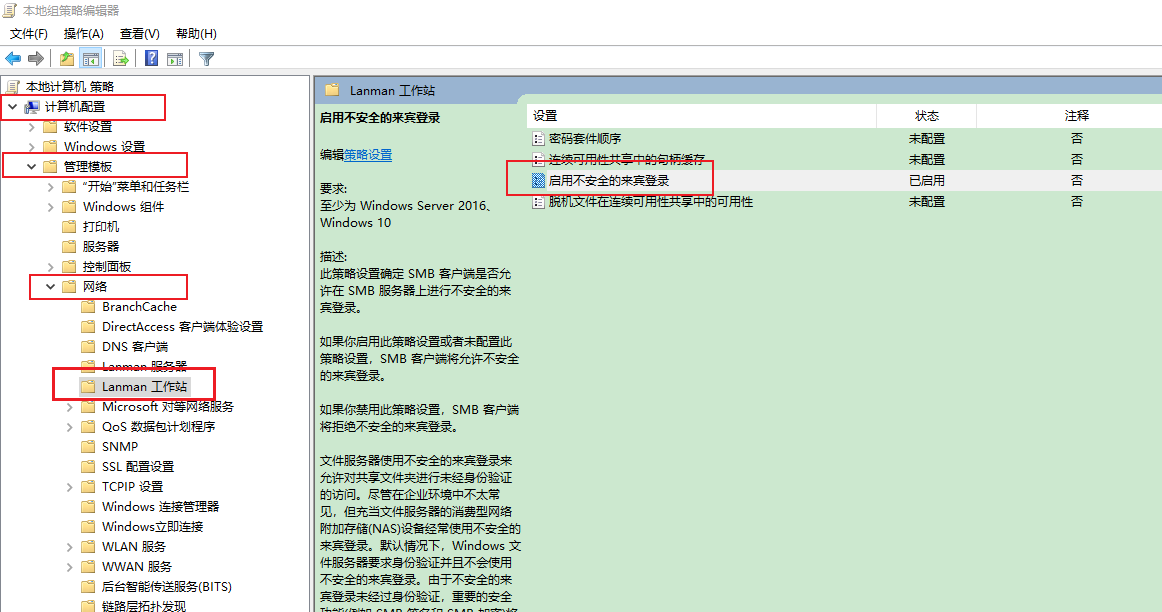 本地组策略编辑器
文件(F) 操作(A) 查看(V) 帮助(H)
本地计算机 策略
计算机配置
软件设置
Windows 设置
管理模板
“开始”菜单和任务栏
Windows 组件
打印机
服务器
控制面板
网络
BranchCache
DirectAccess 客户端体验设置
DNS 客户端
Lanman 服务器
Lanman 工作站
Microsoft 对等网络服务
QoS 数据包计划程序
SNMP
SSL 配置设置
TCPIP 设置
Windows 连接管理器
Windows立即连接
WLAN 服务
WWAN 服务
后台智能传送服务(BITS)
链路层拓扑发现
Lanman 工作站
启用不安全的来宾登录
编辑策略设置
要求:
至少为 Windows Server 2016、
Windows 10
描述:
此策略设置确定 SMB 客户端是否允
许在 SMB 服务器上进行不安全的来
宾登录。
如果你启用此策略设置或者未配置此
策略设置，SMB 客户端将允许不安全
的来宾登录。
如果你禁用此策略设置，SMB 客户端
将拒绝不安全的来宾登录。
文件服务器使用不安全的来宾登录来
允许对共享文件夹进行未经身份验证
的访问。尽管在企业环境中不太常
见，但充当文件服务器的消费型网络
附加存储(NAS)设备经常使用不安全的
来宾登录。默认情况下，Windows 文
件服务器要求身份验证并且不会使用
不安全的来宾登录。由于不安全的来
宾登录未经过身份验证，重要的安全
功能(例如 SMB 签名和 SMB 加密)将
设置 状态 注释
密码套件顺序 未配置 否
连续可用性共享中的句柄缓存 未配置 否
启用不安全的来宾登录 已启用 否
脱机文件在连续可用性共享中的可用性 未配置 否